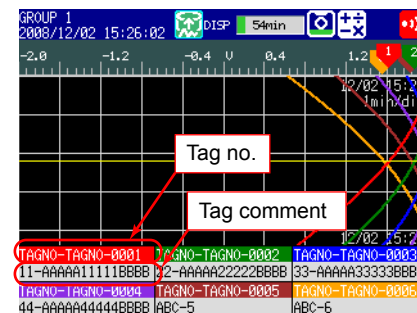 GROUP 1
2008/12/02 15:26:02 DISP 54min
-2.0 -1.2 -0.4 U 0.4 1.2 1 2
12/02 15:2
1min/di
Tag no.
Tag comment
12/02 15:2
TAGNO-TAGNO-0001 TAGNO-TAGNO-0002 TAGNO-TAGNO-0003
11-AAAAA11111BBBB 22-AAAAA22222BBBB 33-AAAAA33333BBB
TAGNO-TAGNO-0004 TAGNO-TAGNO-0005 TAGNO-TAGNO-0006
44-AAAAA44444BBBB ABC-5 ABC-6